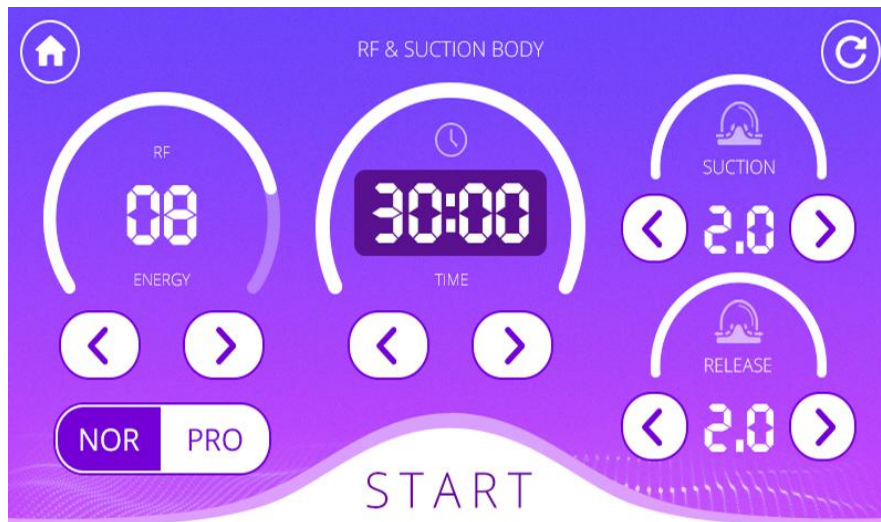 RF & SUCTION BODY
RF
08
ENERGY
30:00
TIME
SUCTION
2.0
RELEASE
2.0
NOR PRO
START